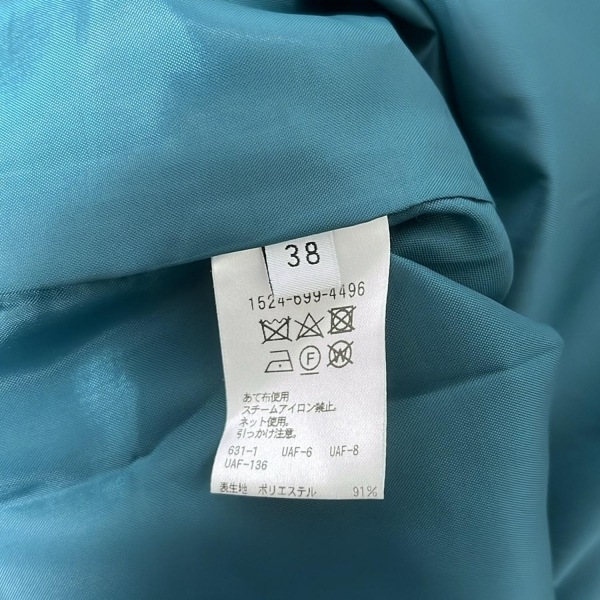 38
1524-699-4496
F
W
あて布使用
スチームアイロン禁止。
ネット使用。
引っかけ注意。
631-1 UAF-6 UAF-8
UAF-136
表生地 ポリエステル 91%